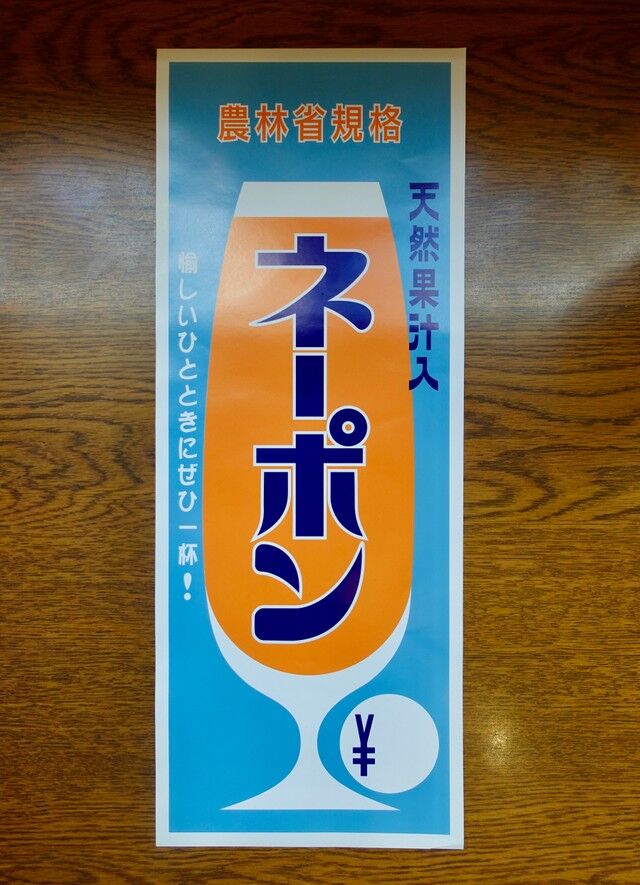 農林省規格
天然果汁入
ネーポン
愉しいひとときにぜひ一杯!
¥